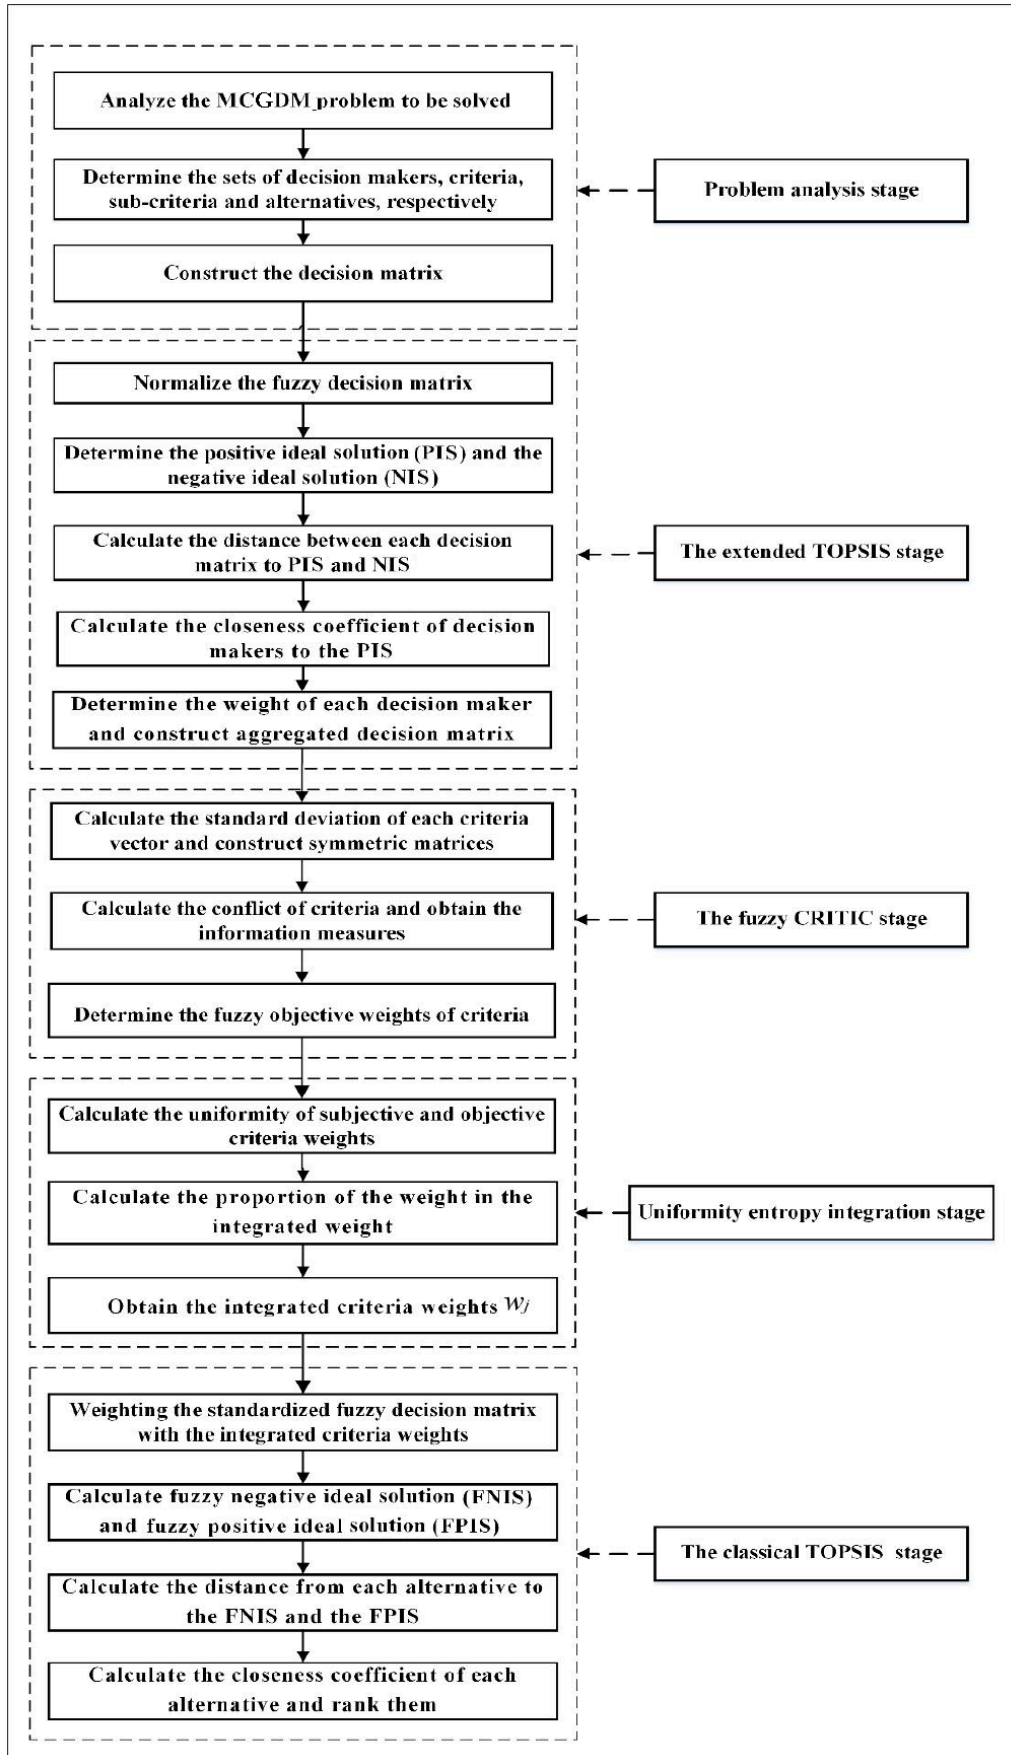 Analyze the MCGDM problem to be solved
Determine the sets of decision makers, criteria,
sub-criteria and alternatives, respectively
Construct the decision matrix
Problem analysis stage
Normalize the fuzzy decision matrix
Determine the positive ideal solution (PIS) and the
negative ideal solution (NIS)
Calculate the distance between each decision
matrix to PIS and NIS
Calculate the closeness coefficient of decision
makers to the PIS
Determine the weight of each decision maker
and construct aggregated decision matrix
The extended TOPSIS stage
Calculate the standard deviation of each criteria
vector and construct symmetric matrices
Calculate the conflict of criteria and obtain the
information measures
Determine the fuzzy objective weights of criteria
The fuzzy CRITIC stage
Calculate the uniformity of subjective and objective
criteria weights
Calculate the proportion of the weight in the
integrated weight
Obtain the integrated criteria weights wj
Uniformity entropy integration stage
Weighting the standardized fuzzy decision matrix
with the integrated criteria weights
Calculate fuzzy negative ideal solution (FNIS)
and fuzzy positive ideal solution (FPIS)
Calculate the distance from each alternative to
the FNIS and the FPIS
Calculate the closeness coefficient of each
alternative and rank them
The classical TOPSIS stage